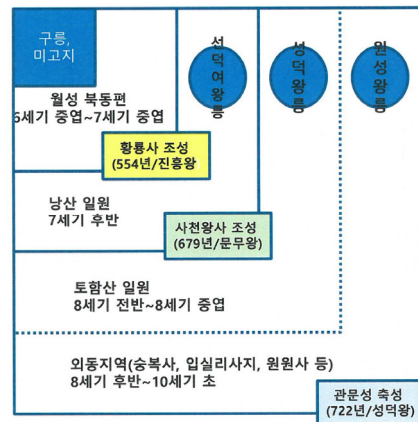 구릉,
미고지
선덕여왕릉
성덕왕릉
원성왕릉
월성 북동편
6세기 중엽~7세기 중엽
황룡사 조성
(554년/진흥왕)
낭산 일원
7세기 후반
사천왕사 조성
(679년/문무왕)
토함산 일원
8세기 전반~8세기 중엽
외동지역(숭복사, 입실리사지, 원원사 등)
8세기 후반~10세기 초
관문성 축성
(722년/성덕왕)